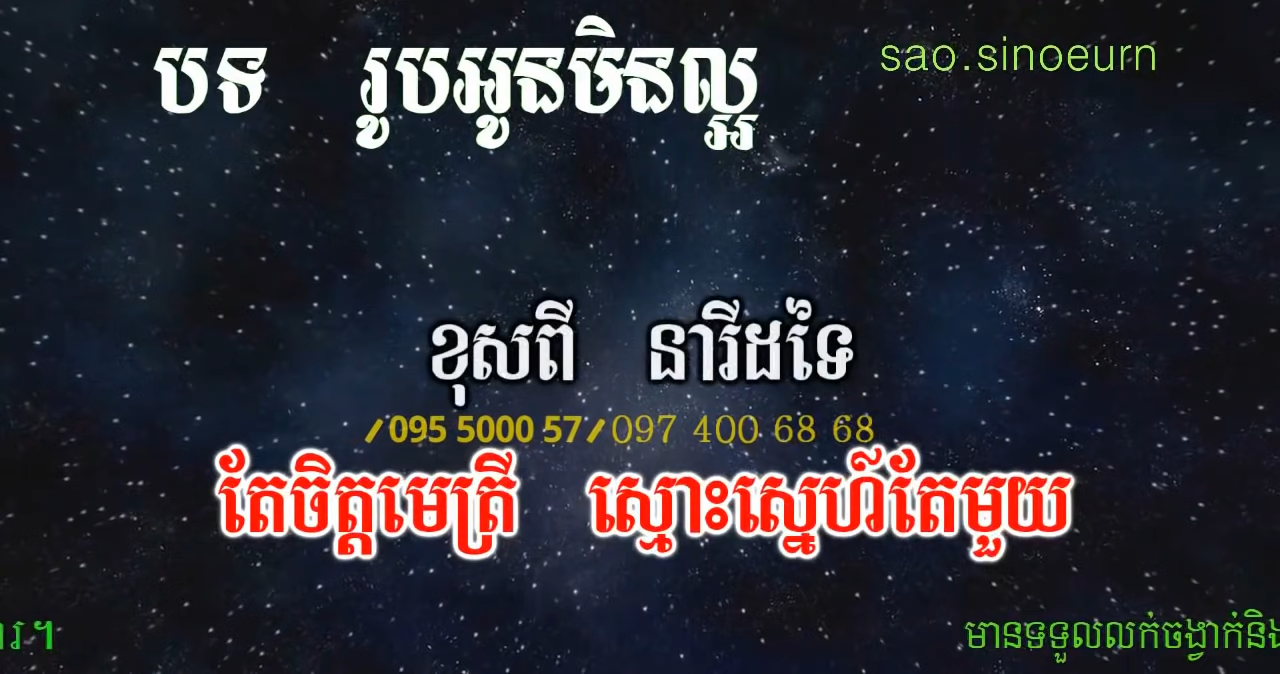 បទ រូបអូនមិនល្អ sao.sinoeurn
ខុសពី នារីដទៃ
/095 5000 57/097 400 68 68
តែចិត្តមេត្រី ស្មោះស្នេហ៍តែមួយ
រ។ មានទទួលលក់ចង្វាក់និង